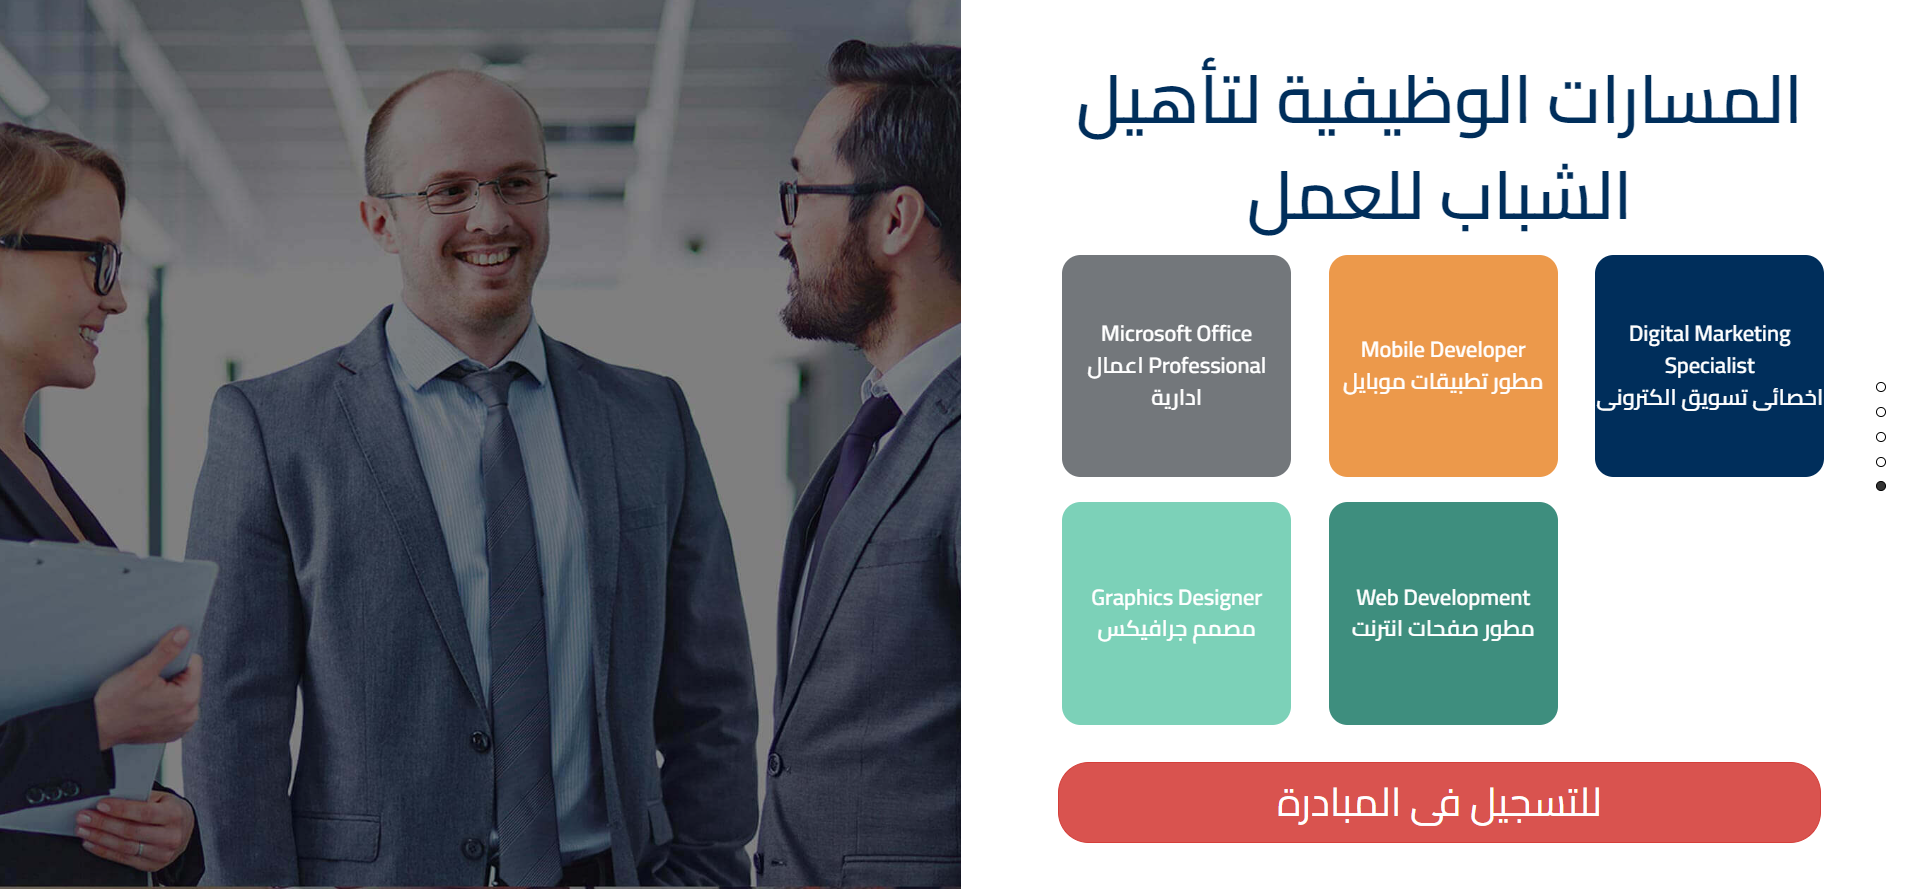 المسارات الوظيفية لتأهيل
الشباب للعمل
Digital Marketing
Specialist
اخصائى تسويق الكترونى
Mobile Developer
مطور تطبيقات موبايل
Microsoft Office
Professional اعمال
ادارية
Web Development
مطور صفحات انترنت
Graphics Designer
مصمم جرافيكس
للتسجيل فى المبادرة